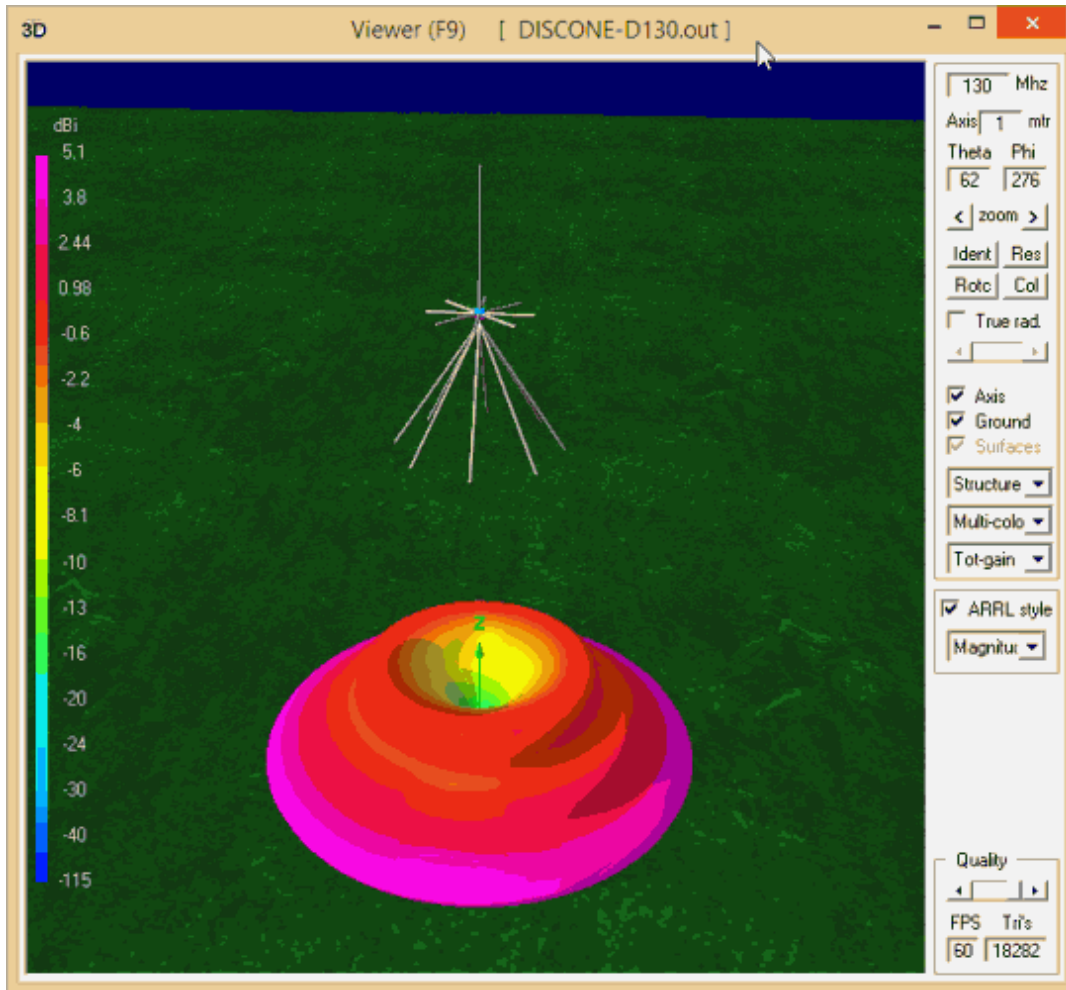 3D Viewer (F9) [ DISCONE-D130.out ]
dBi
5.1
3.8
2.44
0.98
-0.6
-2.2
-4
-6
-8.1
-10
-13
-16
-20
-24
-30
-40
-115
Z
130 Mhz
Axis 1 mtr
Theta Phi
62 276
< zoom >
Ident Res
Rotc Col
True rad.
Axis
Ground
Surfaces
Structure
Multi-colo
Tot-gain
ARRL style
Magnitu
Quality
FPS Tri's
60 18282